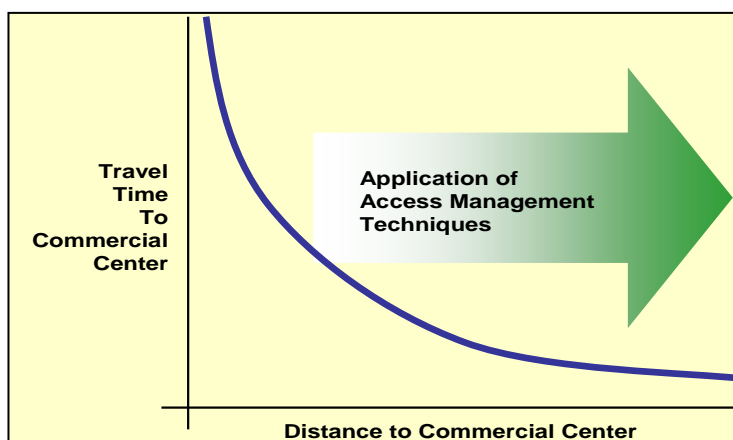 Travel
Time
To
Commercial
Center
Application of
Access Management
Techniques
Distance to Commercial Center